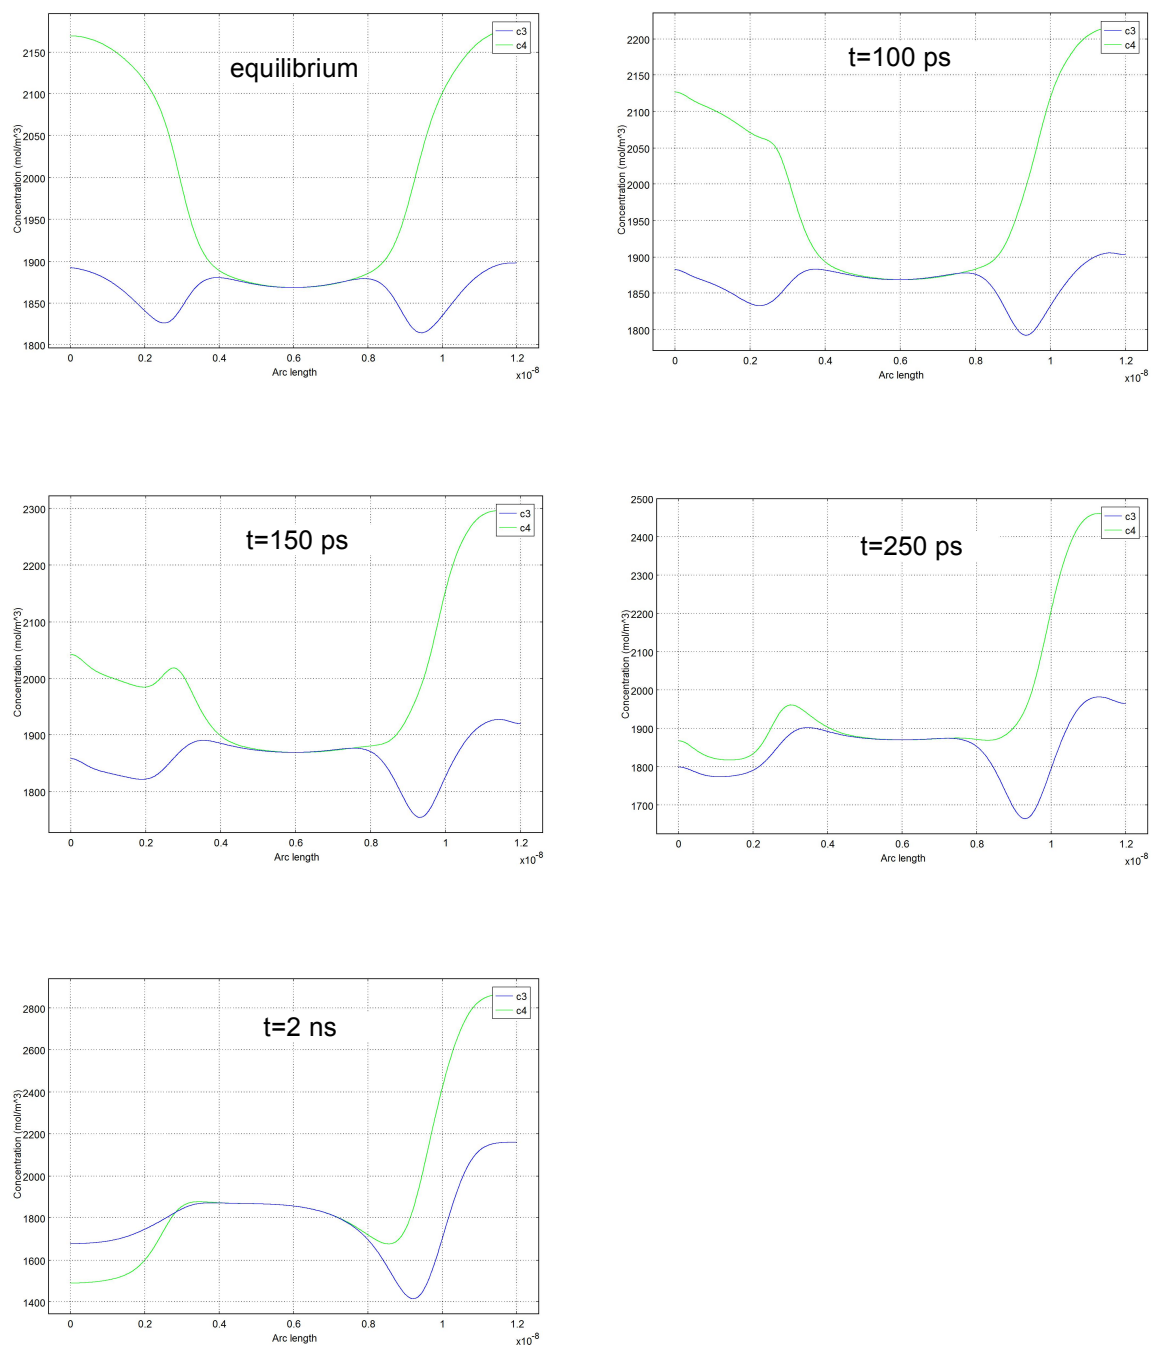 equilibrium
c3
c4
2150
2100
2050
2000
1950
1900
1850
1800
Concentration (mol/m^3)
0 0.2 0.4 0.6 0.8 1 1.2
Arc length
x10-8
t=100 ps
c3
c4
2200
2150
2100
2050
2000
1950
1900
1850
1800
Concentration (mol/m^3)
0 0.2 0.4 0.6 0.8 1 1.2
Arc length
x10-8
t=150 ps
c3
c4
2300
2200
2100
2000
1900
1800
Concentration (mol/m^3)
0 0.2 0.4 0.6 0.8 1 1.2
Arc length
x10-8
t=250 ps
c3
c4
2500
2400
2300
2200
2100
2000
1900
1800
1700
Concentration (mol/m^3)
0 0.2 0.4 0.6 0.8 1 1.2
Arc length
x10-8
t=2 ns
c3
c4
2800
2600
2400
2200
2000
1800
1600
1400
Concentration (mol/m^3)
0 0.2 0.4 0.6 0.8 1 1.2
Arc length
x10-8